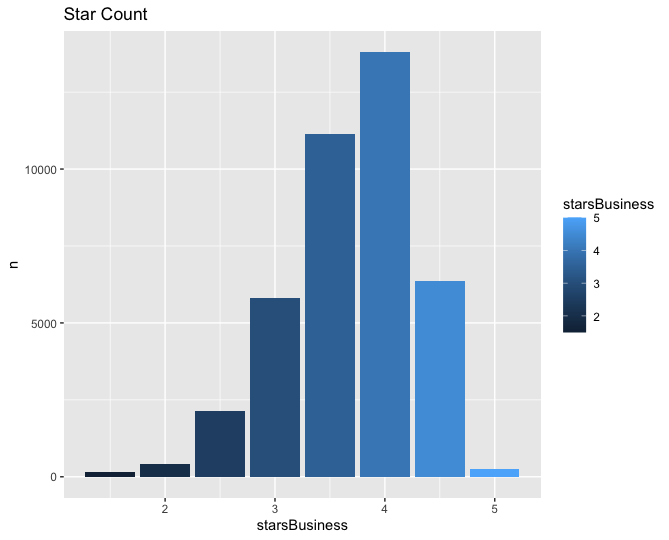 Star Count
n
10000
5000
0
2 3 4 5
starsBusiness
starsBusiness
5
4
3
2